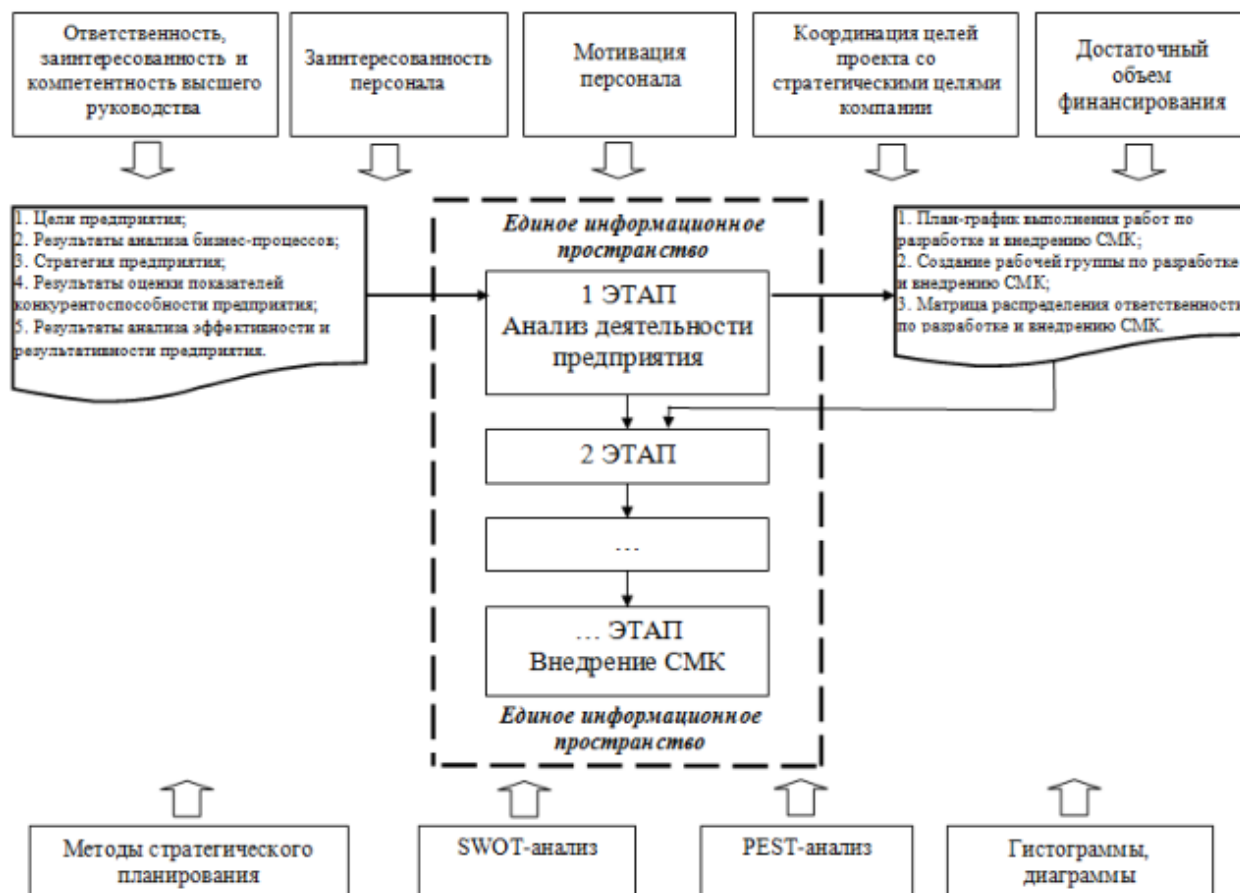 Ответственность,
заинтересованность и
компетентность высшего
руководства
Заинтересованность
персонала
Мотивация
персонала
Координация целей
проекта со
стратегическими целями
компании
Достаточный
объем
финансирования
1. Цели предприятия;
2. Результаты анализа бизнес-процессов;
3. Стратегия предприятия;
4. Результаты оценки показателей
конкурентоспособности предприятия;
5. Результаты анализа эффективности и
результативности предприятия.
Единое информационное
пространство
1 ЭТАП
Анализ деятельности
предприятия
1. План-график выполнения работ по
разработке и внедрению СМК;
2. Создание рабочей группы по разработке
и внедрению СМК;
3. Матрица распределения ответственности
по разработке и внедрению СМК.
2 ЭТАП
...
... ЭТАП
Внедрение СМК
Единое информационное
пространство
Методы стратегического
планирования
SWOT-анализ
PEST-анализ
Гистограммы,
диаграммы